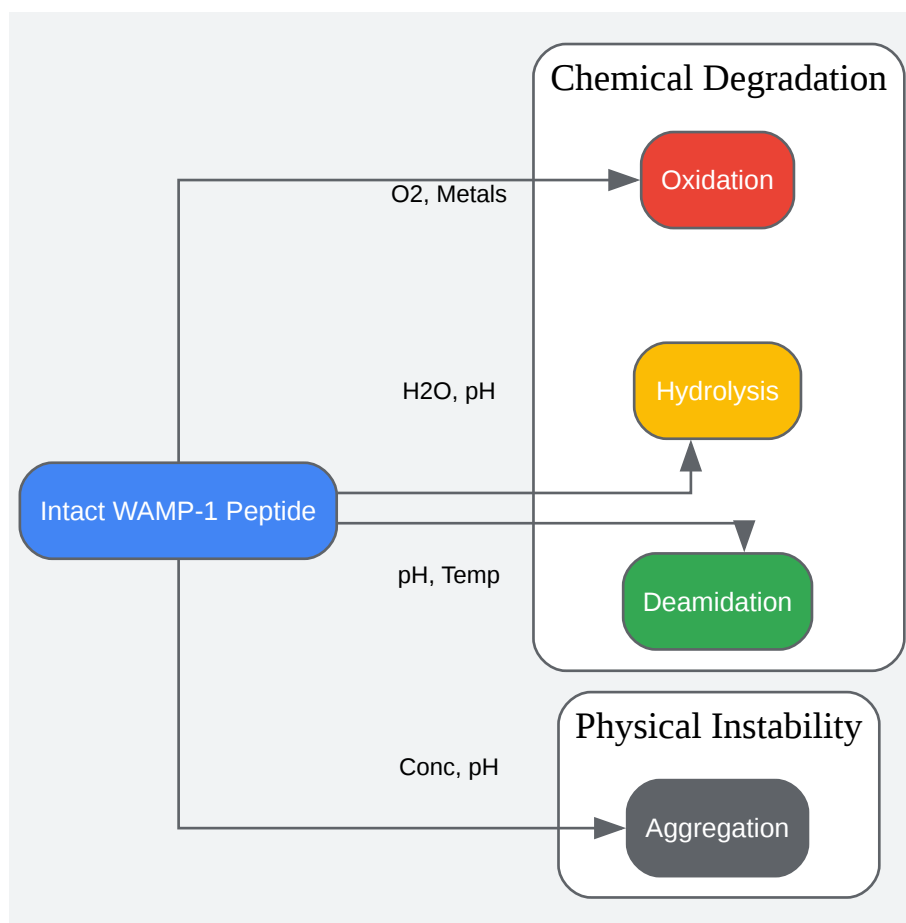 Chemical Degradation
Oxidation
O2, Metals
H2O, pH
Hydrolysis
Intact WAMP-1 Peptide
pH, Temp
Deamidation
Physical Instability
Conc, pH
Aggregation